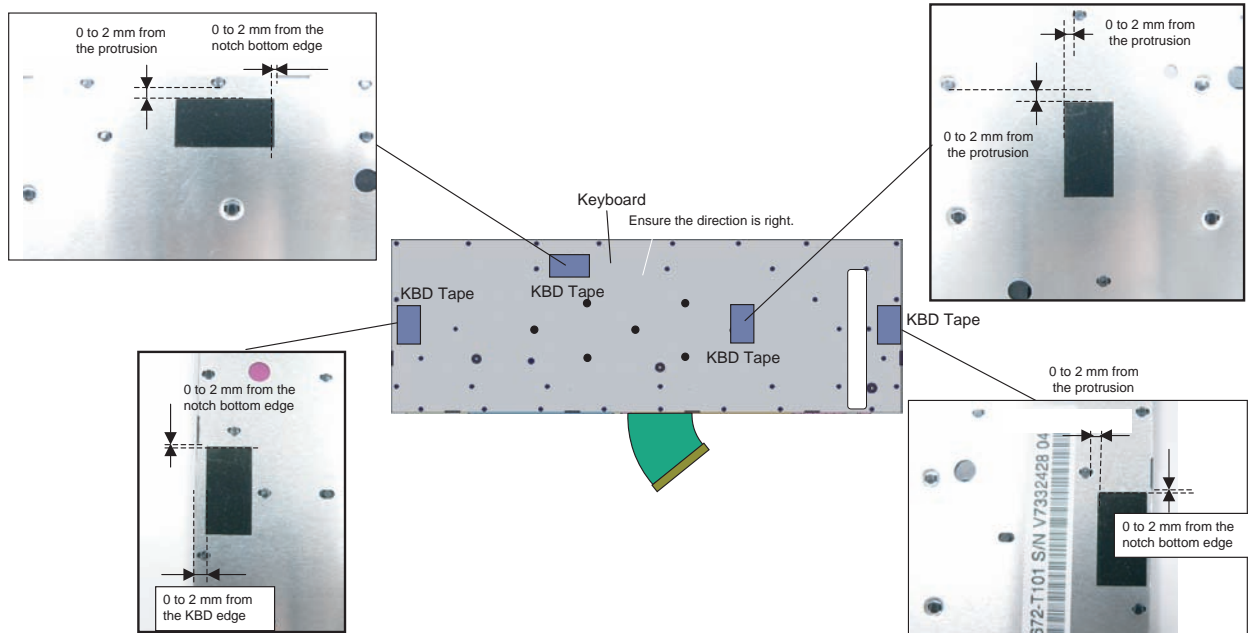 0 to 2 mm from
the protrusion
0 to 2 mm from the
notch bottom edge
0 to 2 mm from
the protrusion
0 to 2 mm from
the protrusion
Keyboard
Ensure the direction is right.
KBD Tape
KBD Tape
KBD Tape
KBD Tape
0 to 2 mm from the
notch bottom edge
0 to 2 mm from
the KBD edge
0 to 2 mm from
the protrusion
0 to 2 mm from the
notch bottom edge
672-T101 S/N V7332428 04